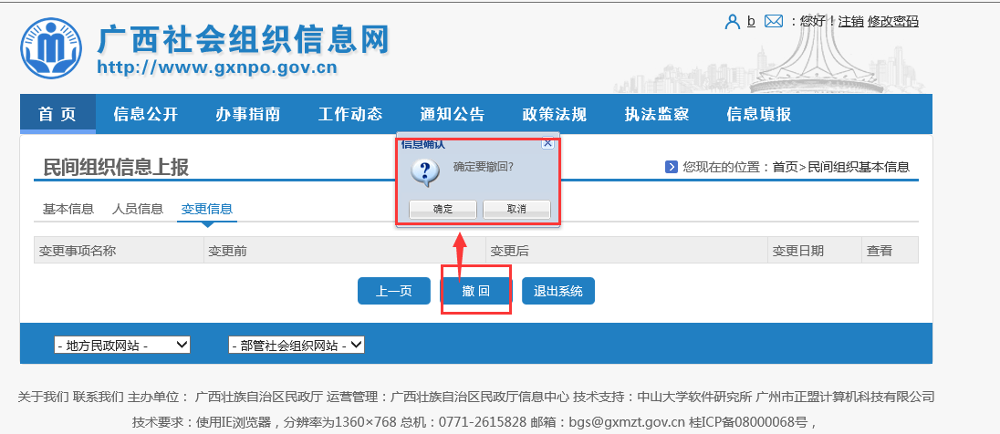 b ：您好！ 注销 修改密码
广西社会组织信息网
http://www.gxnpo.gov.cn
首 页 信息公开 办事指南 工作动态 通知公告 政策法规 执法监察 信息填报
信息确认
确定要撤回?
确定 取消
民间组织信息上报 您现在的位置：首页>民间组织基本信息
基本信息 人员信息 变更信息
变更事项名称 变更前 变更后 变更日期 查看
上一页 撤 回 退出系统
- 地方民政网站 - - 部管社会组织网站 -
关于我们 联系我们 主办单位： 广西壮族自治区民政厅 运营管理：广西壮族自治区民政厅信息中心 技术支持：中山大学软件研究所 广州市正盟计算机科技有限公司
技术要求：使用IE浏览器，分辨率为1360×768 总机：0771-2615828 邮箱：bgs@gxmzt.gov.cn 桂ICP备08000068号，